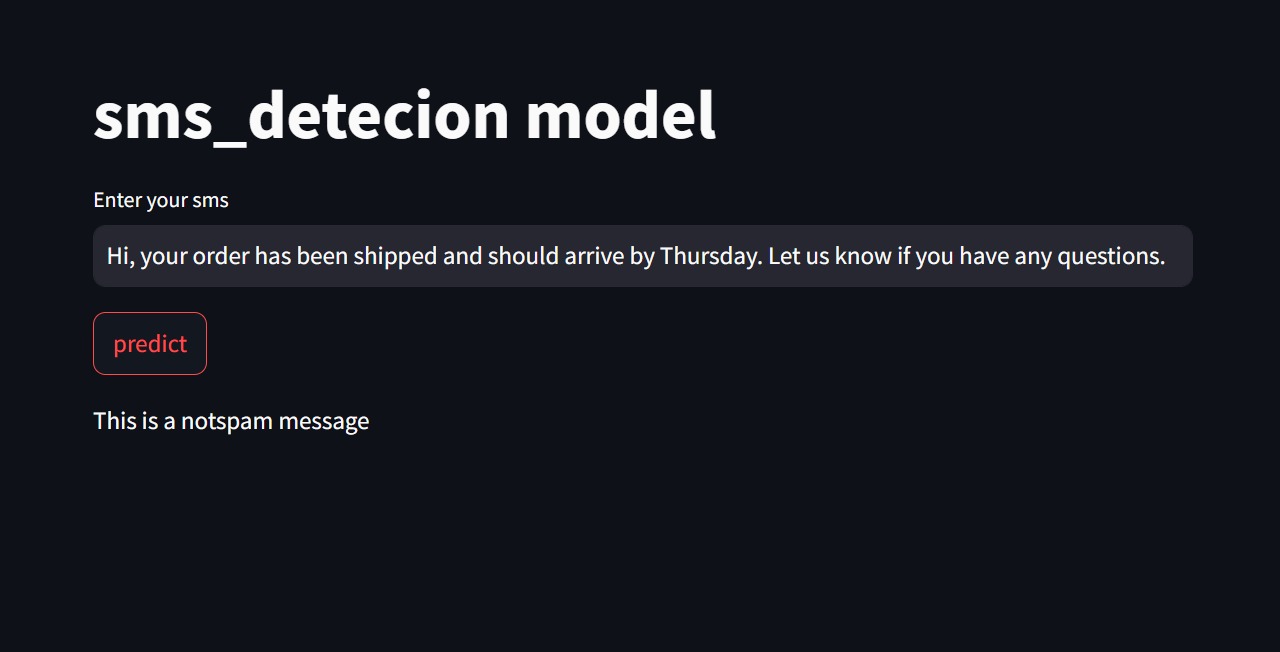 sms_detecion model
Enter your sms
Hi, your order has been shipped and should arrive by Thursday. Let us know if you have any questions.
predict
This is a notspam message